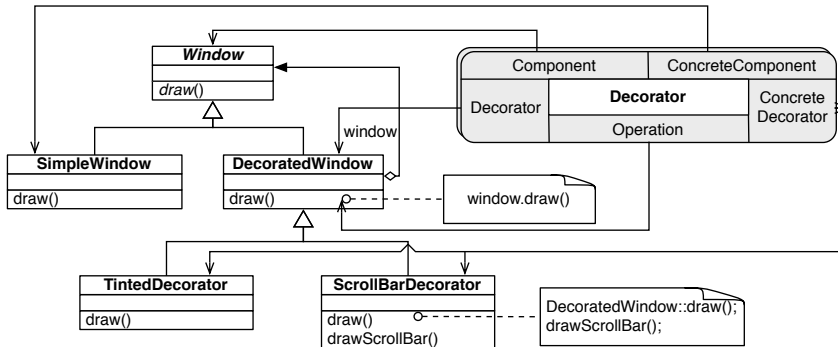 Window
draw()
Component
ConcreteComponent
Decorator
Decorator
Concrete
Decorator
Operation
window
SimpleWindow
draw()
DecoratedWindow
draw()
window.draw()
TintedDecorator
draw()
ScrollBarDecorator
draw()
drawScrollBar()
DecoratedWindow::draw();
drawScrollBar();